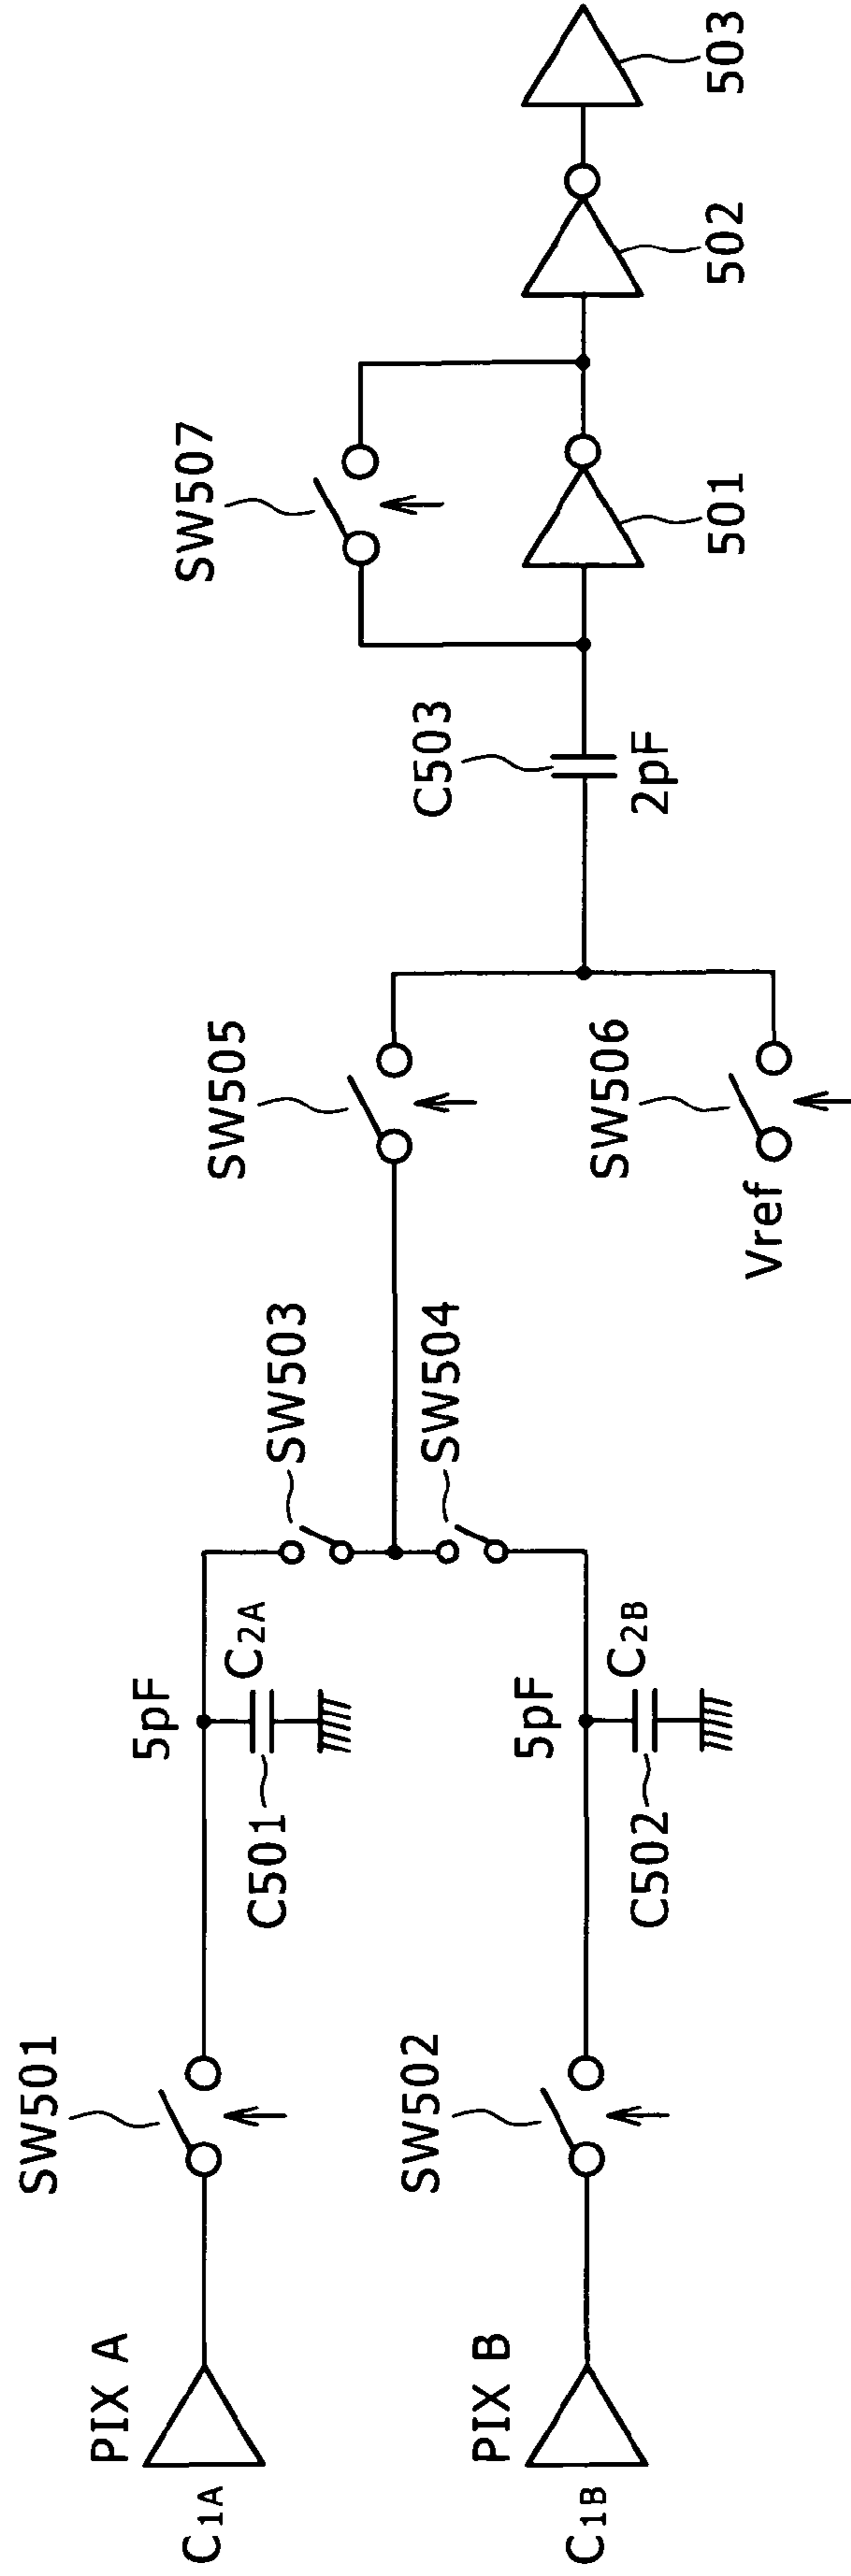 C1A
PIX A
SW501
C501
5pF
C2A
SW503
SW505
C503
2pF
SW507
501
502
503
C1B
PIX B
SW502
C502
5pF
C2B
SW504
Vref
SW506